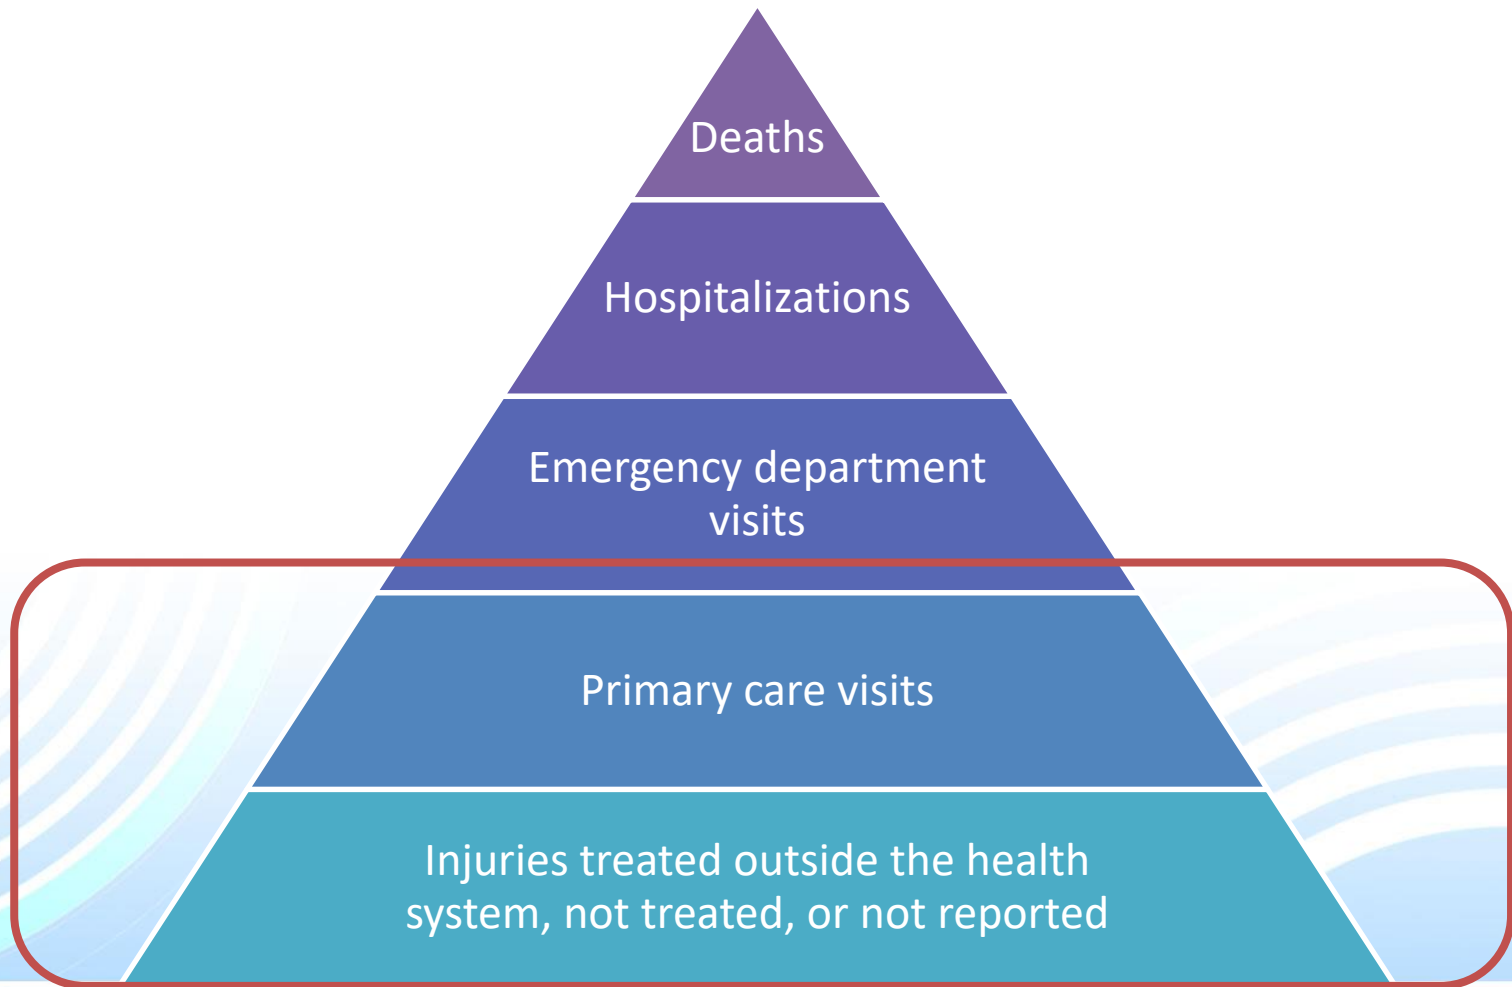 Deaths
Hospitalizations
Emergency department
visits
Primary care visits
Injuries treated outside the health
system, not treated, or not reported